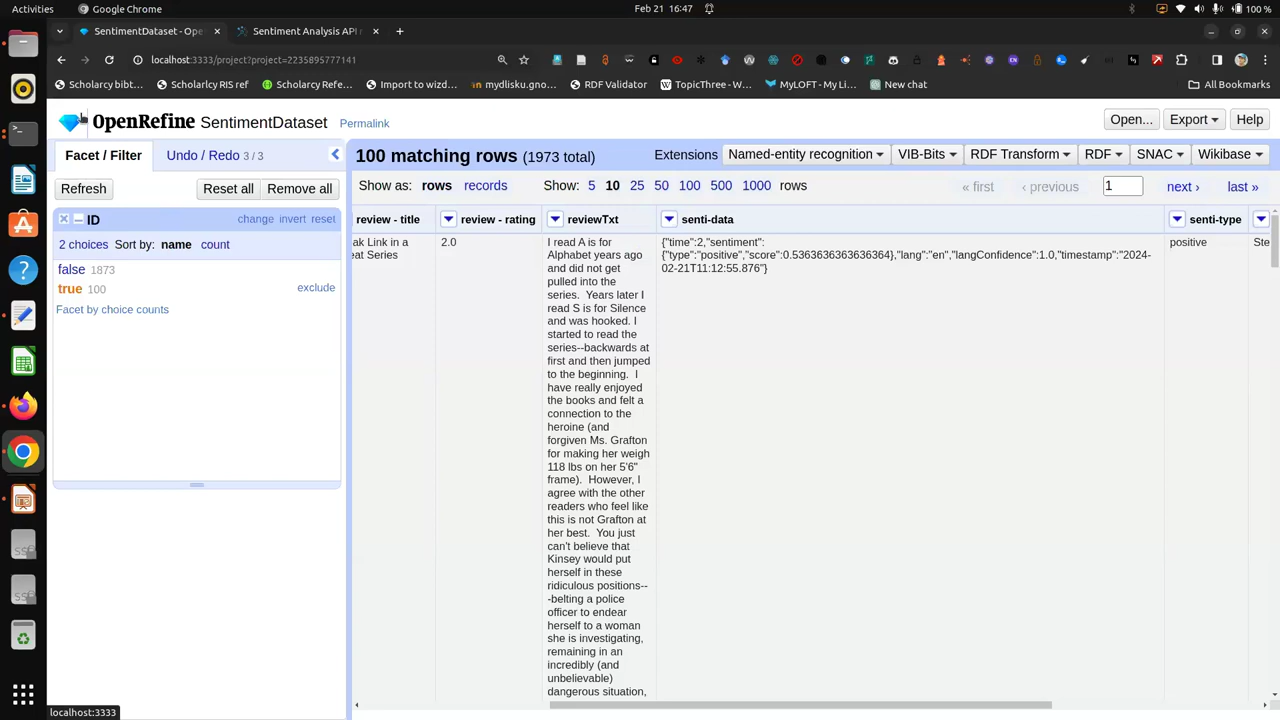 Activities
Google Chrome
Feb 21 16:47
100 %
SentimentDataset - Ope
Sentiment Analysis API
localhost:3333/project?project=2235895777141
Scholarcy bibt...
Scholarlcy RIS ref
Scholarcy Refe...
Import to wizd...
mydlisku.gno...
RDF Validator
TopicThree - W...
MyLOFT - My Li...
New chat
All Bookmarks
OpenRefine SentimentDataset Permalink
Open... Export Help
Facet / Filter
Undo / Redo 3 / 3
100 matching rows (1973 total)
Extensions Named-entity recognition VIB-Bits RDF Transform RDF SNAC Wikibase
Refresh
Reset all Remove all
Show as: rows records
Show: 5 10 25 50 100 500 1000 rows
« first ‹ previous 1 next › last »
ID
change invert reset
2 choices Sort by: name count
false 1873
true 100
exclude
Facet by choice counts
review - title
review - rating
reviewTxt
senti-data
senti-type
ak Link in a
at Series
2.0
I read A is for
Alphabet years ago
and did not get
pulled into the
series. Years later I
read S is for Silence
and was hooked. I
started to read the
series--backwards at
first and then jumped
to the beginning. I
have really enjoyed
the books and felt a
connection to the
heroine (and
forgiven Ms. Grafton
for making her weigh
118 lbs on her 5'6"
frame). However, I
agree with the other
readers who feel like
this is not Grafton at
her best. You just
can't believe that
Kinsey would put
herself in these
ridiculous positions--
-belting a police
officer to endear
herself to a woman
she is investigating,
remaining in an
incredibly (and
unbelievable)
dangerous situation,
{"time":2,"sentiment":
{"type":"positive","score":0.5363636363636364},"lang":"en","langConfidence":1.0,"timestamp":"2024-
02-21T11:12:55.876"}
positive
Ste
localhost:3333